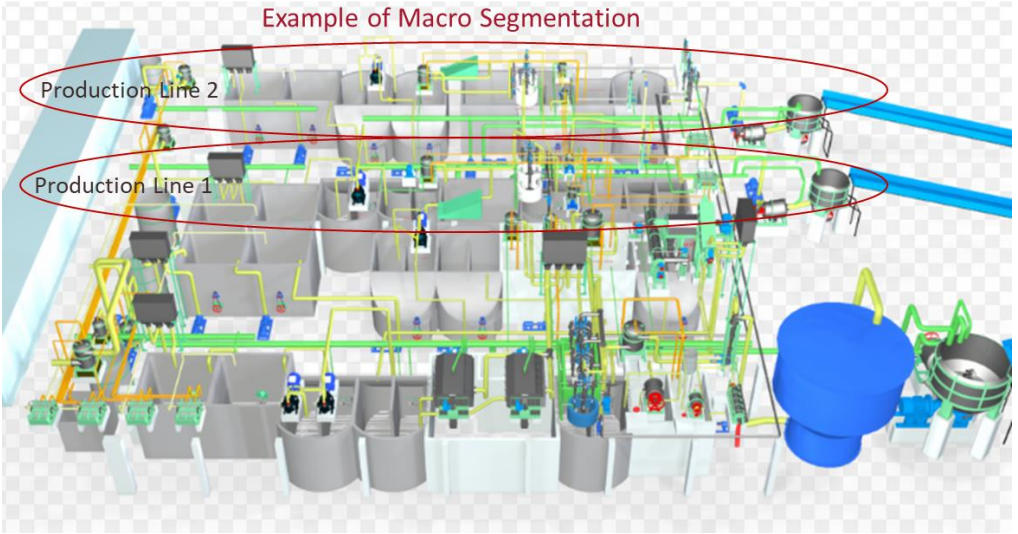 Example of Macro Segmentation
Production Line 2
Production Line 1